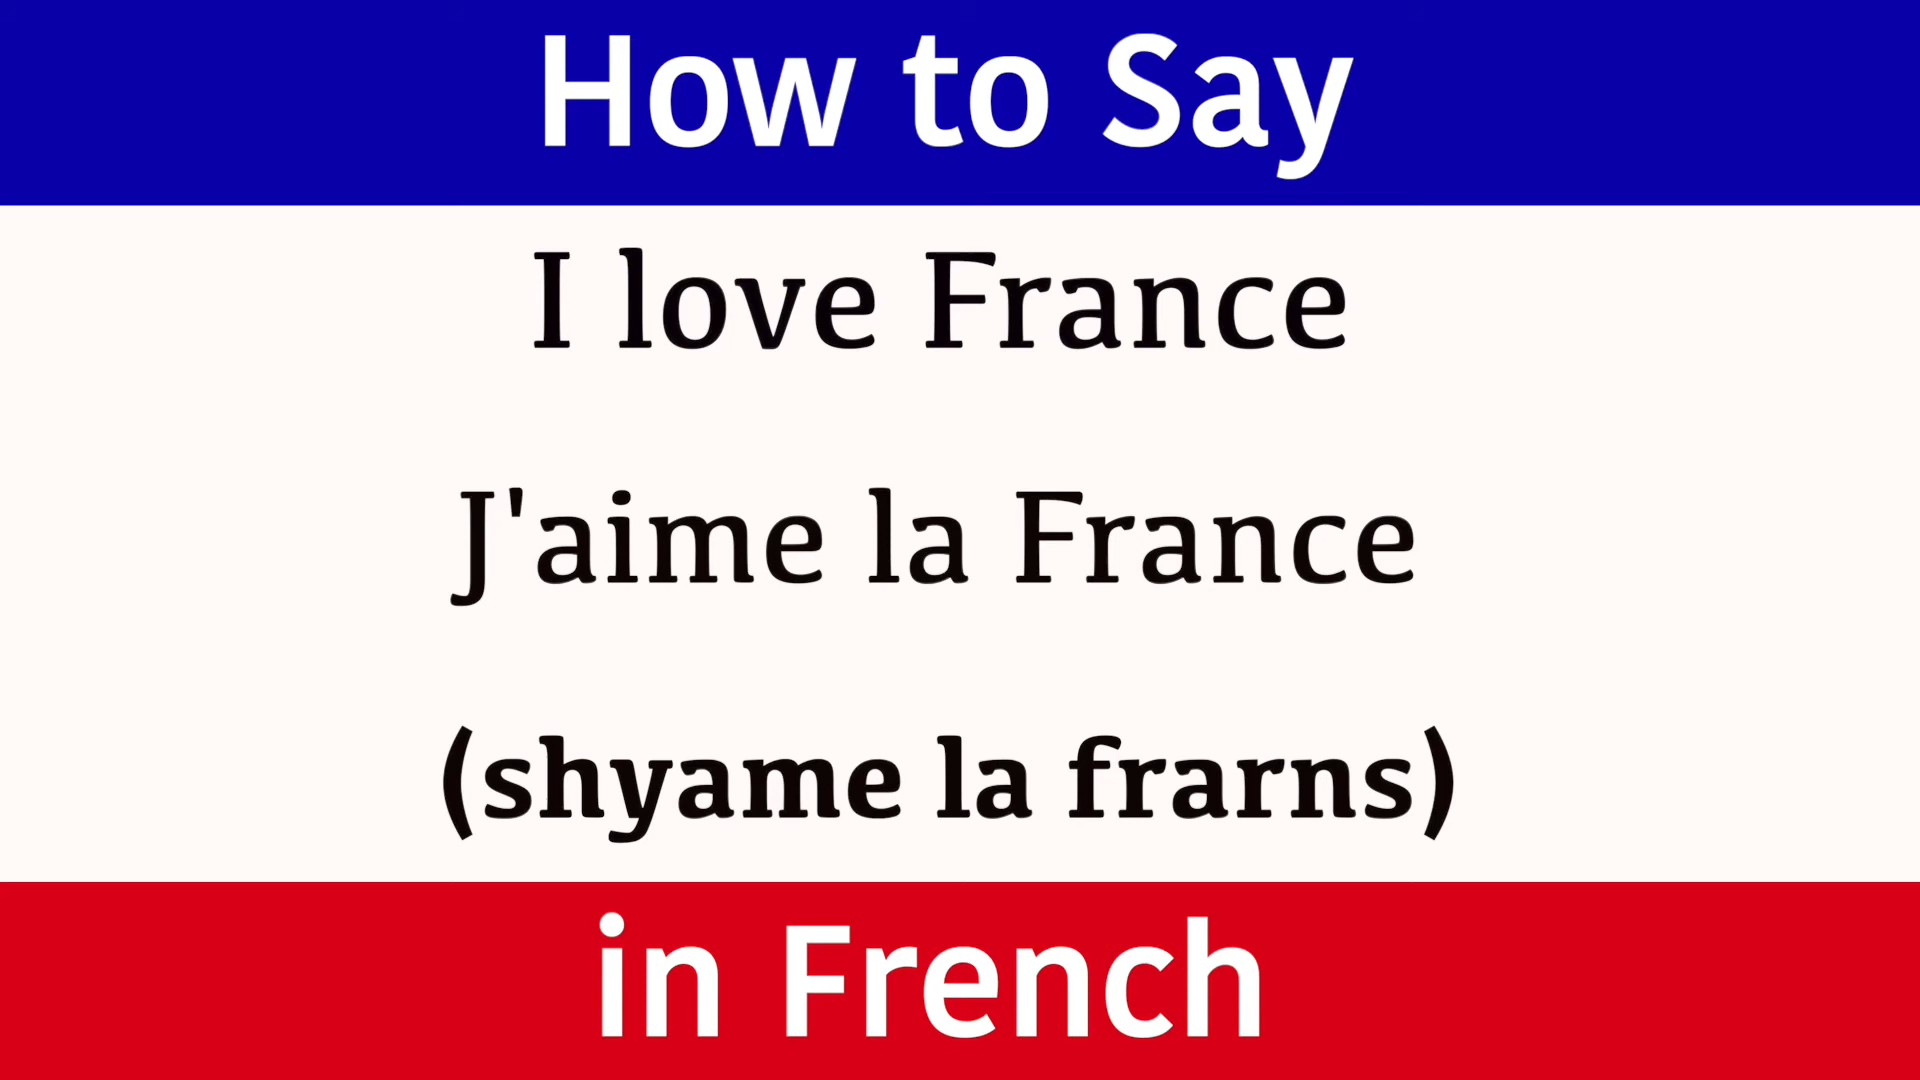 How to Say
I love France
J'aime la France
(shyame la frarns)
in French